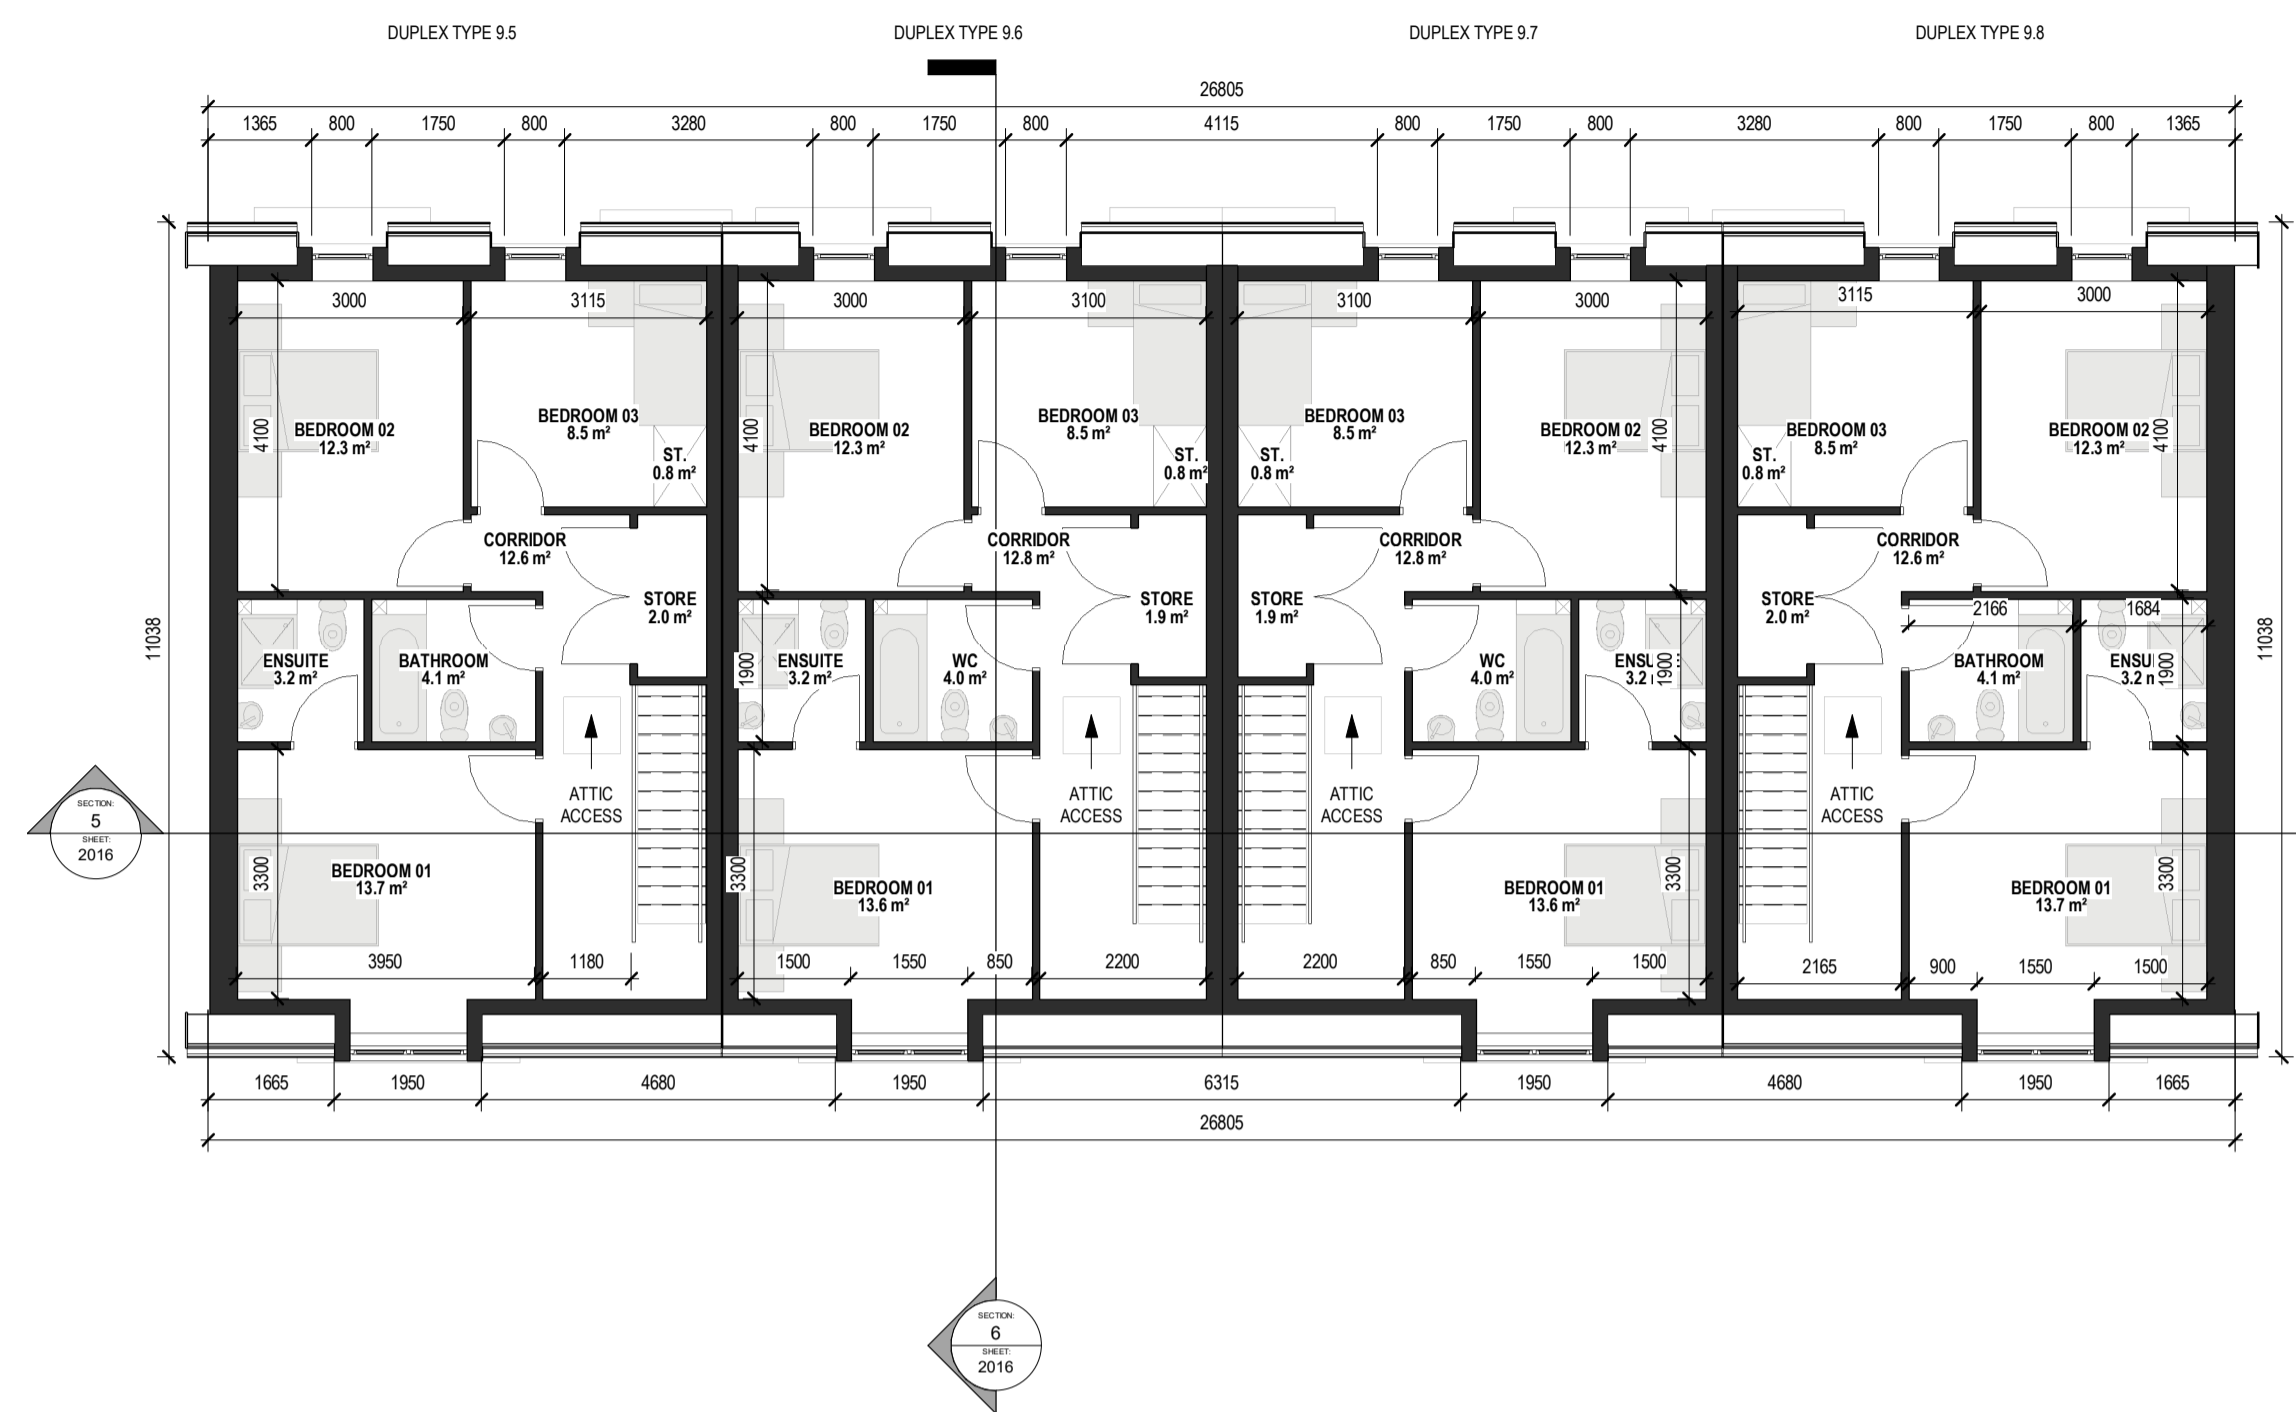 DUPLEX TYPE 9.5
DUPLEX TYPE 9.6
DUPLEX TYPE 9.7
DUPLEX TYPE 9.8
26805
1365 800 1750 800 3280 800 1750 800 4115 800 1750 800 3280 800 1750 800 1365
3000 3115 3000 3100 3100 3000 3115 3000
4100
BEDROOM 02
12.3 m²
BEDROOM 03
8.5 m²
ST.
0.8 m²
4100
BEDROOM 02
12.3 m²
BEDROOM 03
8.5 m²
ST.
0.8 m²
BEDROOM 03
8.5 m²
ST.
0.8 m²
BEDROOM 02
12.3 m²
4100
BEDROOM 03
8.5 m²
ST.
0.8 m²
BEDROOM 02
12.3 m²
4100
CORRIDOR
12.6 m²
CORRIDOR
12.8 m²
CORRIDOR
12.8 m²
CORRIDOR
12.6 m²
STORE
2.0 m²
STORE
1.9 m²
STORE
1.9 m²
STORE
2.0 m²
2166 1684
11038
11038
ENSUITE
3.2 m²
BATHROOM
4.1 m²
1900
ENSUITE
3.2 m²
WC
4.0 m²
WC
4.0 m²
ENSU
3.2
1900
BATHROOM
4.1 m²
ENSU
3.2
1900
ATTIC
ACCESS
ATTIC
ACCESS
ATTIC
ACCESS
ATTIC
ACCESS
SECTION:
5
SHEET:
2016
3300
BEDROOM 01
13.7 m²
3300
BEDROOM 01
13.6 m²
BEDROOM 01
13.6 m²
3300
BEDROOM 01
13.7 m²
3300
3950 1180 1500 1550 850 2200 2200 850 1550 1500 2165 900 1550 1500
1665 1950 4680 1950 6315 1950 4680 1950 1665
26805
SECTION:
6
SHEET:
2016